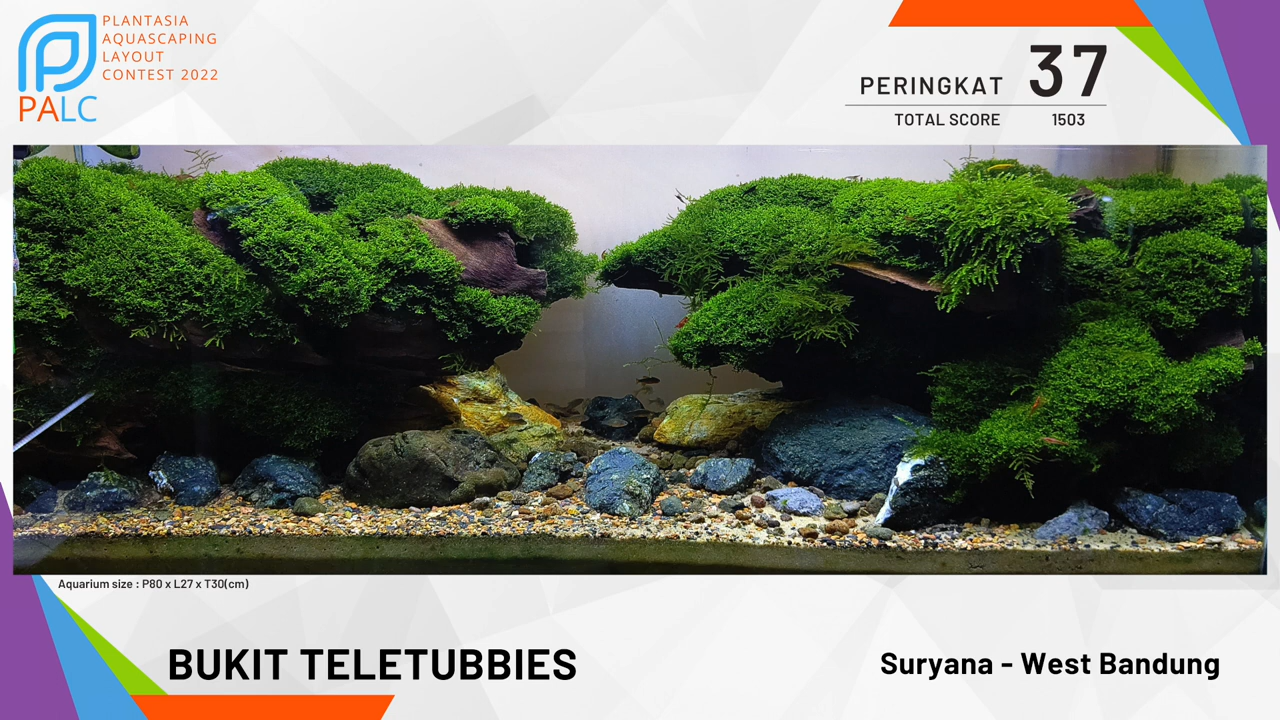 PLANTASIA
AQUASCAPING
LAYOUT
CONTEST 2022
PALC
PERINGKAT 37
TOTAL SCORE 1503
Aquarium size : P80 x L27 x T30(cm)
BUKIT TELETUBBIES
Suryana - West Bandung